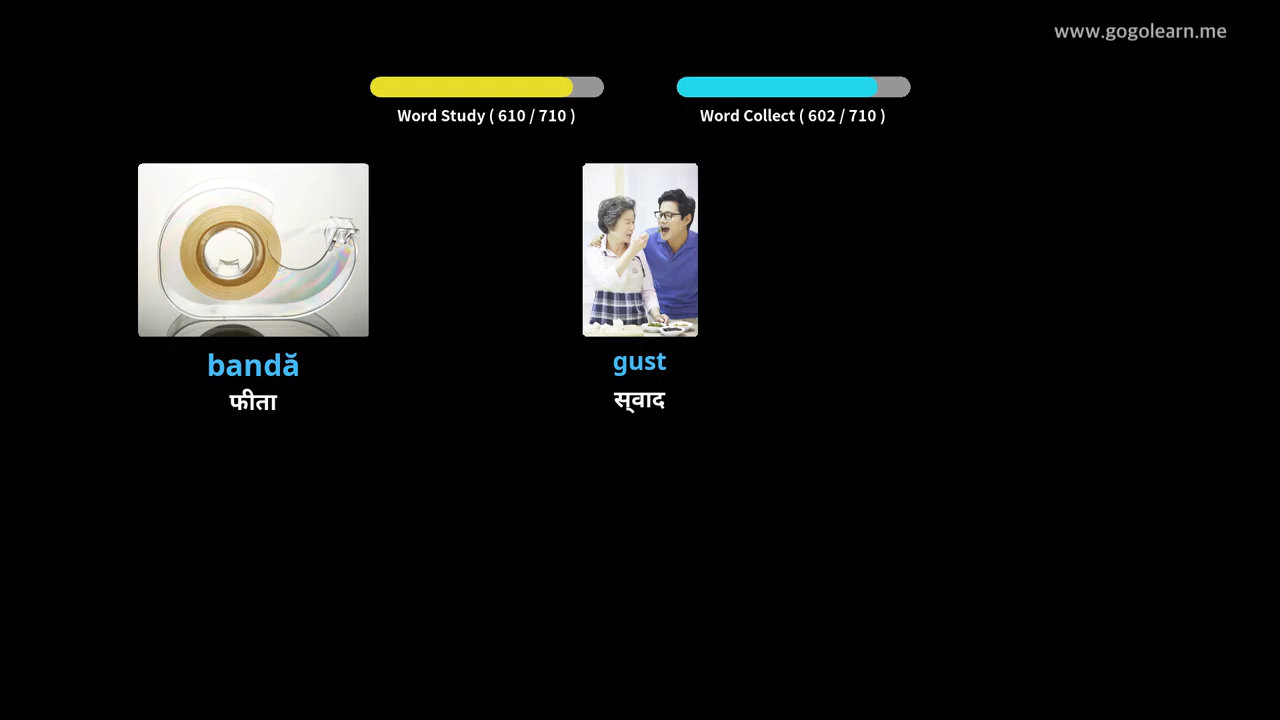 www.gogolearn.me
Word Study ( 610 / 710 )
Word Collect ( 602 / 710 )
bandă
फीता
gust
स्‌वाद